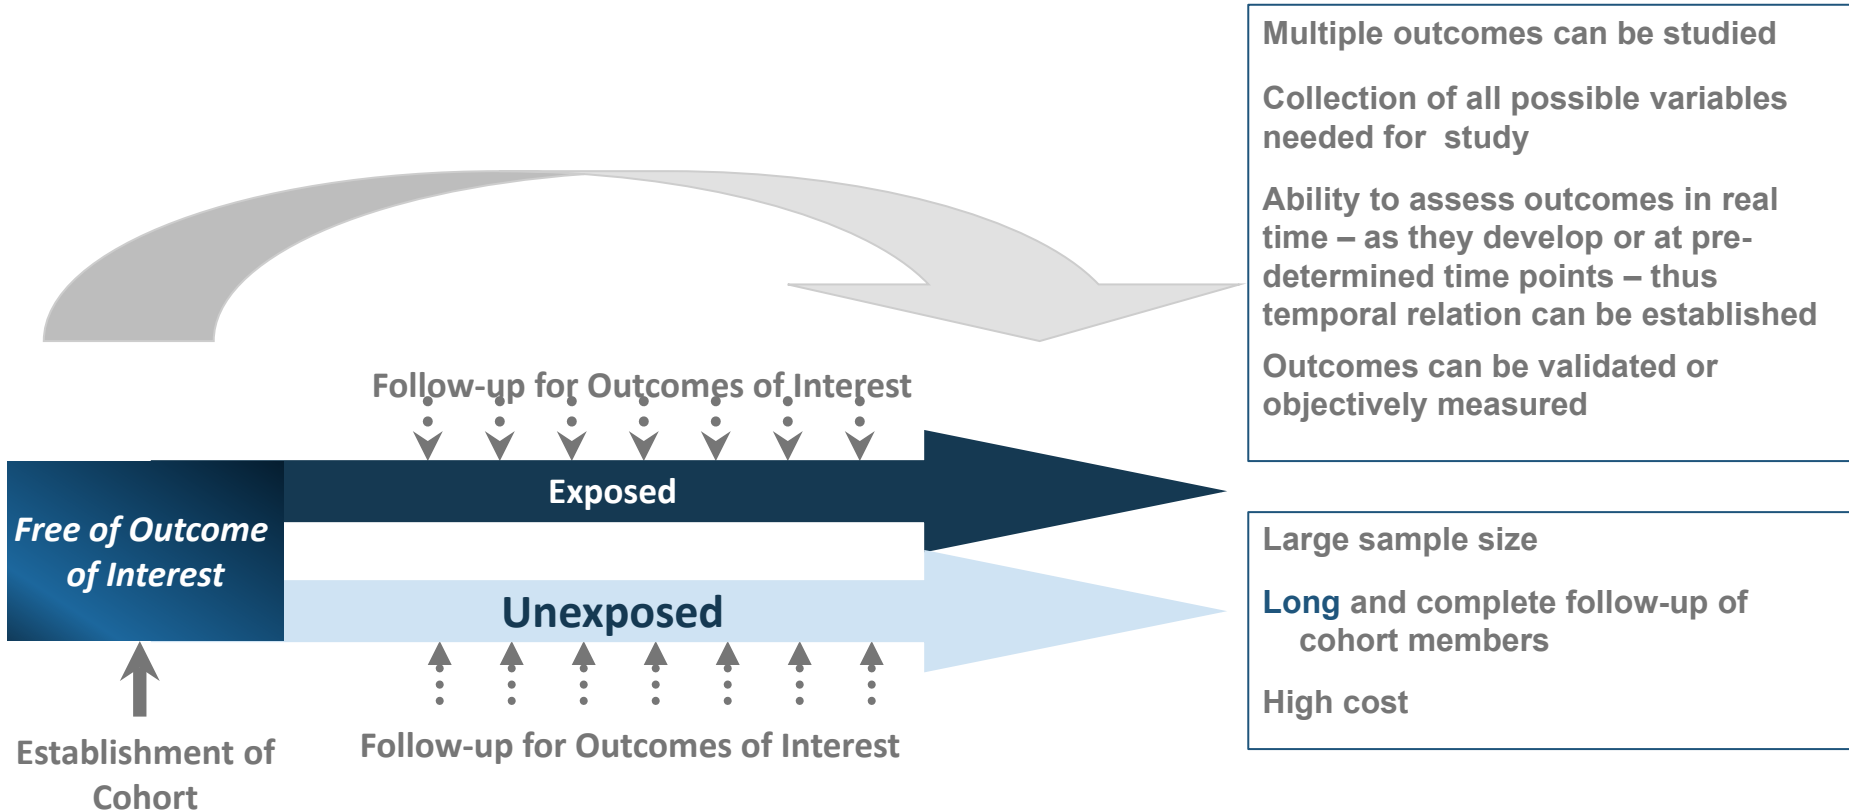 Multiple outcomes can be studied
Collection of all possible variables
needed for study
Ability to assess outcomes in real
time – as they develop or at pre-
determined time points – thus
temporal relation can be established
Outcomes can be validated or
objectively measured
Follow-up for Outcomes of Interest
Exposed
Free of Outcome
of Interest
Unexposed
Large sample size
Long and complete follow-up of
cohort members
High cost
Establishment of
Cohort
Follow-up for Outcomes of Interest